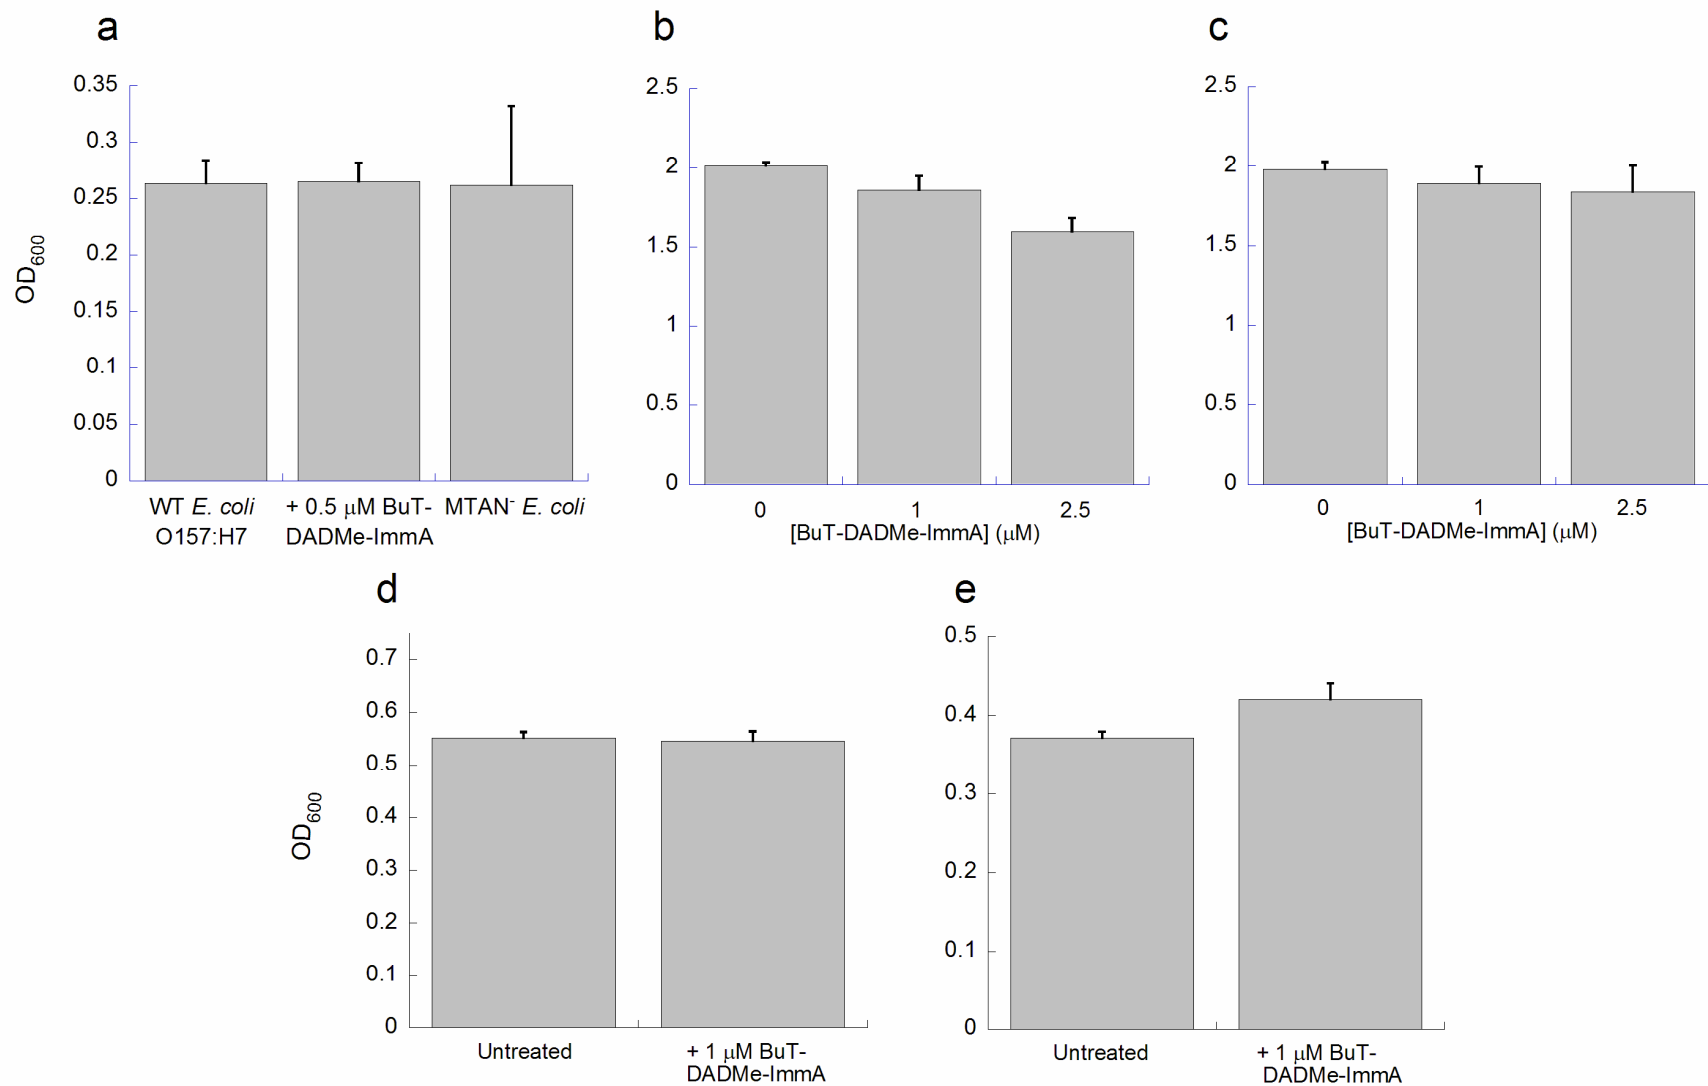 a
0.35
0.3
0.25
0.2
0.15
0.1
0.05
0
OD600
WT E. coli O157:H7
+ 0.5 μM BuT-
DADMe-ImmA
MTAN- E. coli
b
2.5
2
1.5
1
0.5
0
0 1 2.5
[BuT-DADMe-ImmA] (μM)
c
2.5
2
1.5
1
0.5
0
0 1 2.5
[BuT-DADMe-ImmA] (μM)
d
0.7
0.6
0.5
0.4
0.3
0.2
0.1
0
OD600
Untreated
+ 1 μM BuT-
DADMe-ImmA
e
0.5
0.4
0.3
0.2
0.1
0
Untreated
+ 1 μM BuT-
DADMe-ImmA